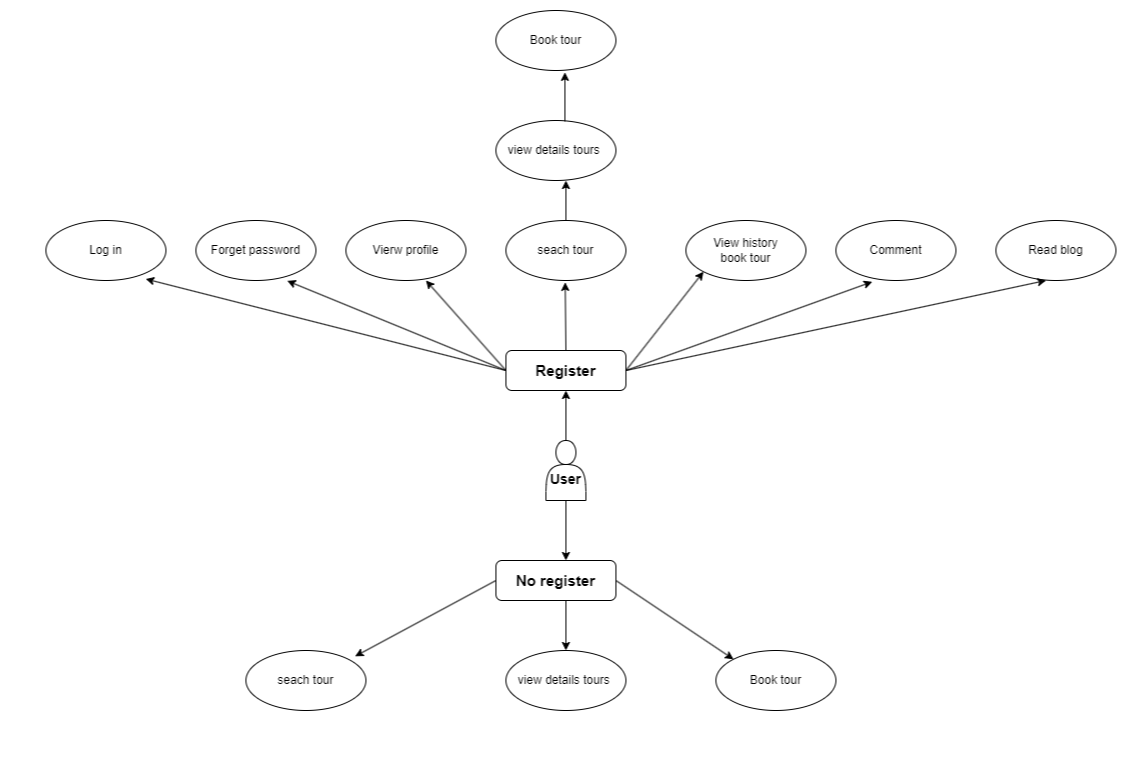 Book tour
view details tours
Log in
Forget password
Vierw profile
seach tour
View history
book tour
Comment
Read blog
Register
User
No register
seach tour
view details tours
Book tour